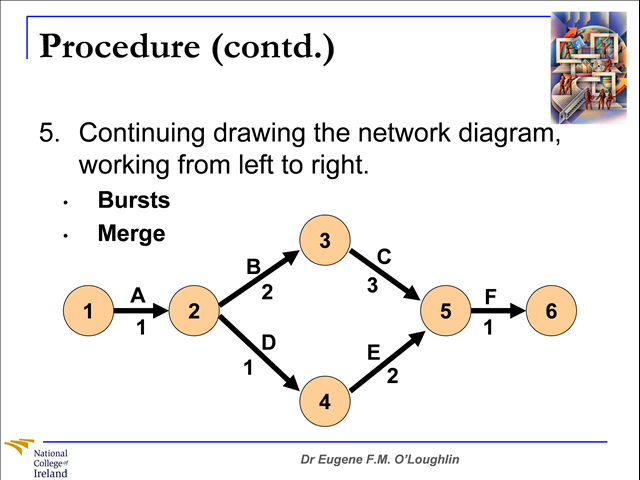 Procedure (contd.)
5. Continuing drawing the network diagram,
working from left to right.
• Bursts
• Merge
3
B
2
C
3
1
A
1
2
5
F
1
6
D
1
E
2
4
National
College of
Ireland
Dr Eugene F.M. O'Loughlin